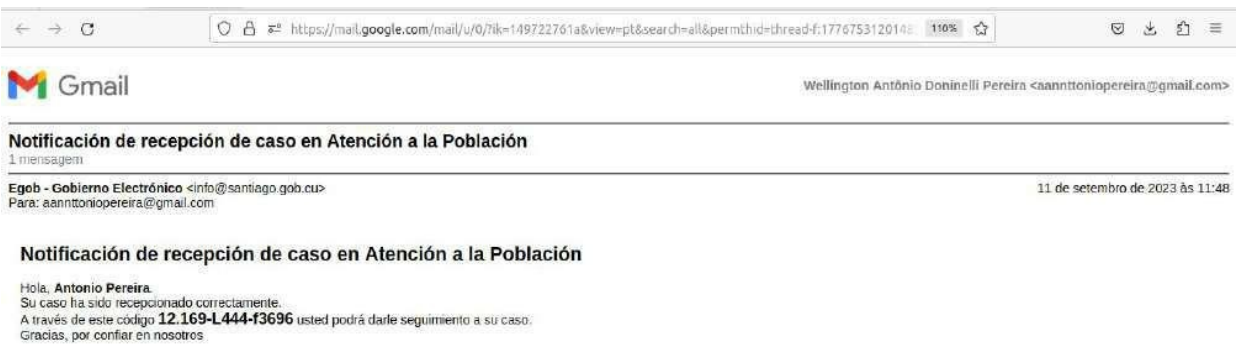 https://mail.google.com/mail/u/0/?ik=149722761a&view=pt&search=all&permthid=thread-f:1776753120148 110%
Gmail
Wellington Antônio Doninelli Pereira <aannttoniopereira@gmail.com>
Notificación de recepción de caso en Atención a la Población
1 mensagem
Egob - Gobierno Electrónico <info@santiago.gob.cu>
11 de setembro de 2023 às 11:48
Para: aannttoniopereira@gmail.com
Notificación de recepción de caso en Atención a la Población
Hola, Antonio Pereira.
Su caso ha sido recepcionado correctamente.
A través de este código 12.169-L444-f3696 usted podrá darle seguimiento a su caso.
Gracias, por confiar en nosotros